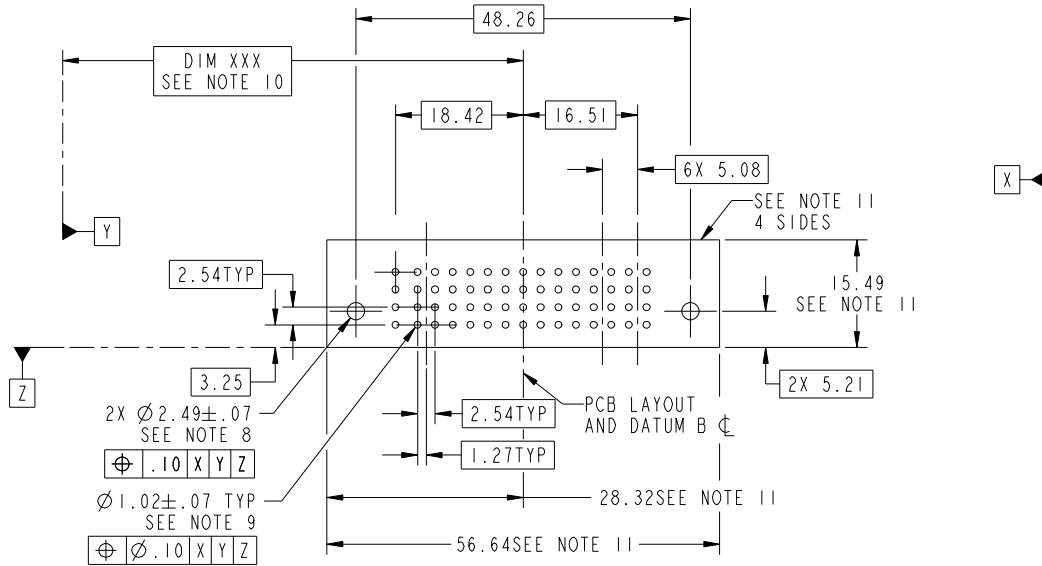 48.26
DIM XXX
SEE NOTE 10
18.42
16.51
6X 5.08
X
SEE NOTE 11
4 SIDES
Y
2.54TYP
15.49
SEE NOTE 11
Z
3.25
2X 5.21
2X Ø2.49±.07
SEE NOTE 8
⌖ .10 X Y Z
2.54TYP
PCB LAYOUT
AND DATUM B ℄
1.27TYP
Ø1.02±.07 TYP
SEE NOTE 9
⌖ Ø.10 X Y Z
28.32SEE NOTE 11
56.64SEE NOTE 11